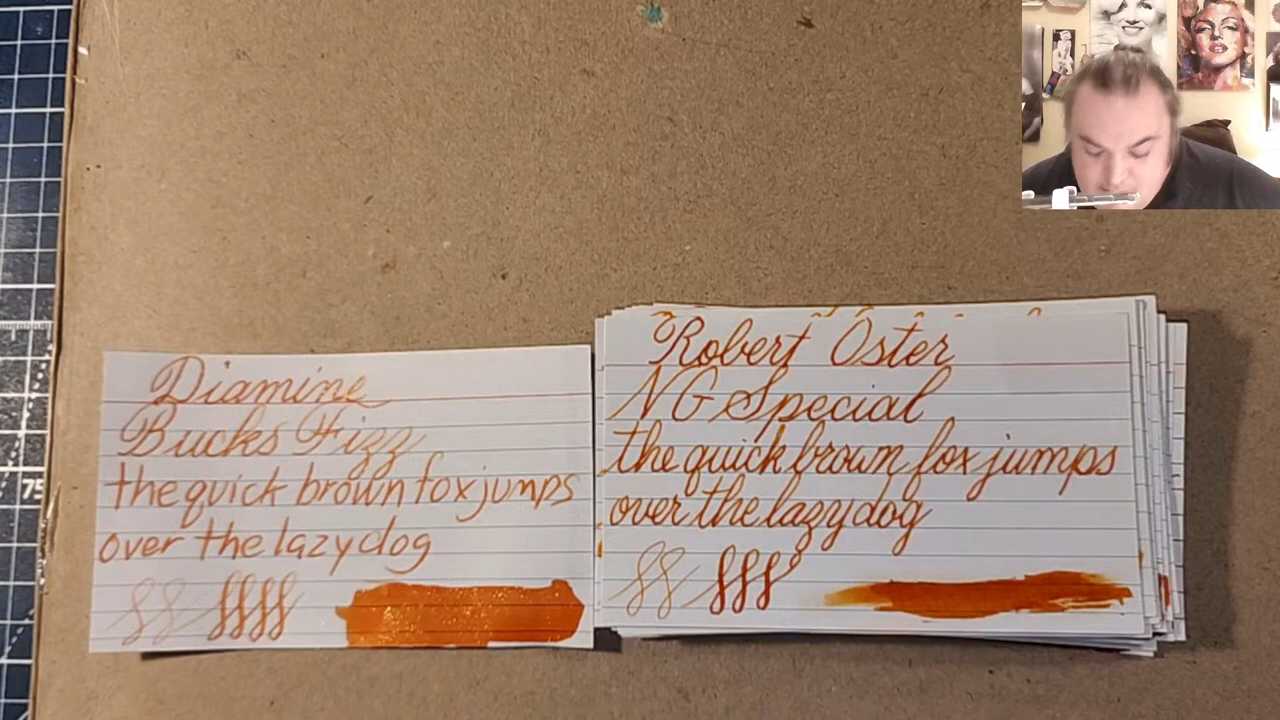 75
Diamine
Bucks Fizz
the quick brown fox jumps
over the lazy dog
Robert Oster
NG Special
the quick brown fox jumps
over the lazy dog